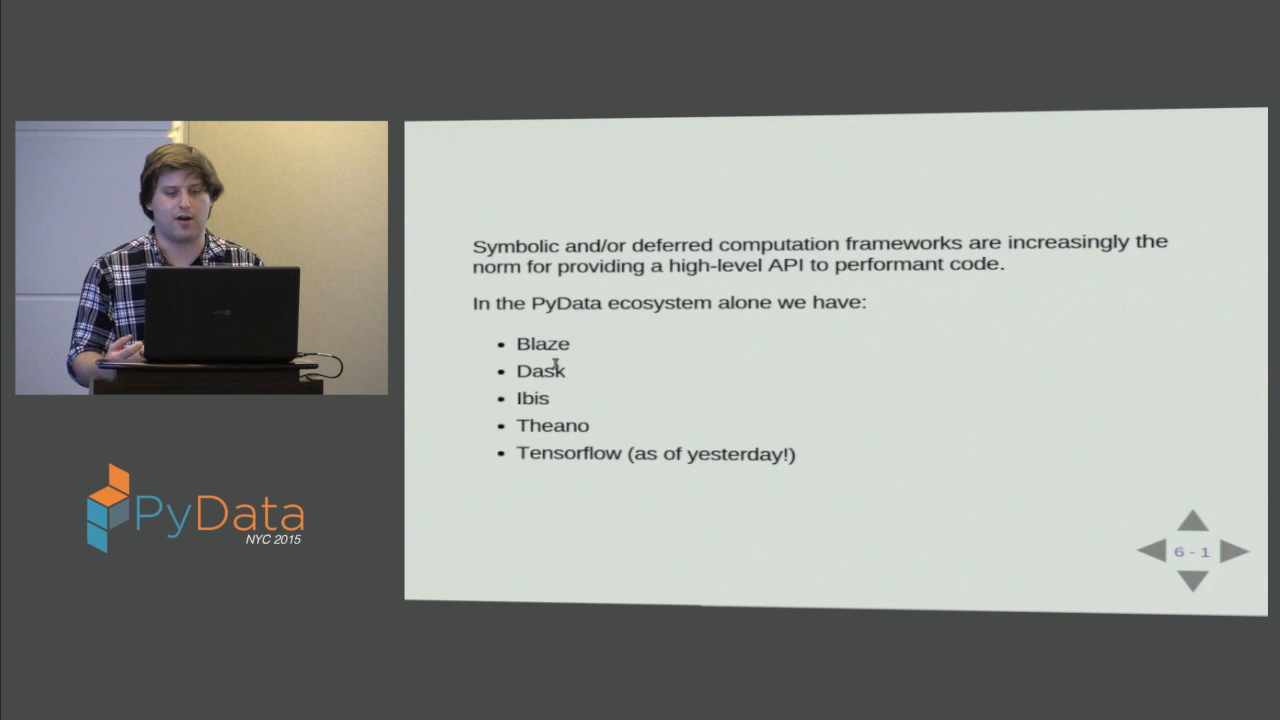 Symbolic and/or deferred computation frameworks are increasingly the
norm for providing a high-level API to performant code.
In the PyData ecosystem alone we have:
• Blaze
• Dask
• Ibis
• Theano
• Tensorflow (as of yesterday!)
6 - 1
PyData
NYC 2015